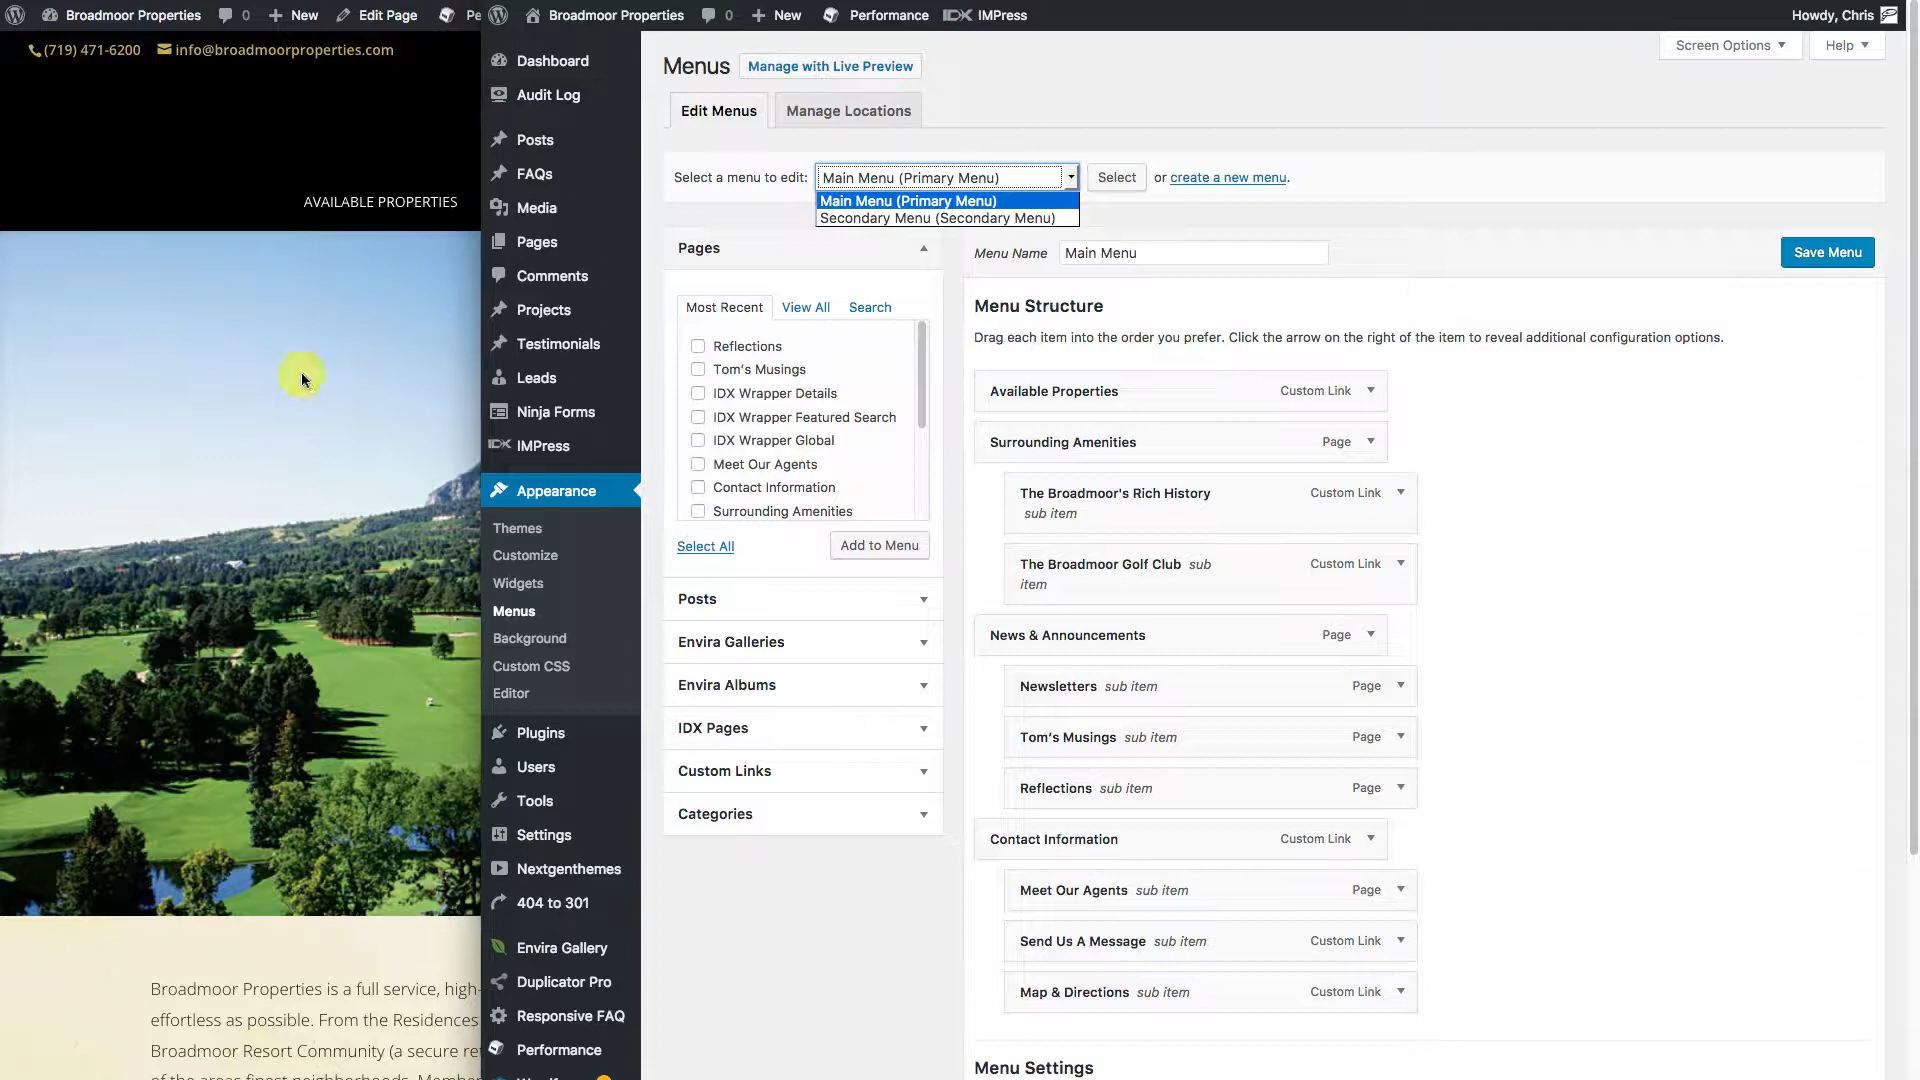 Broadmoor Properties 0 New Edit Page Pe
(719) 471-6200 info@broadmoorproperties.com
AVAILABLE PROPERTIES
Broadmoor Properties is a full service, high-
effortless as possible. From the Residences
Broadmoor Resort Community (a secure re
Broadmoor Properties 0 New Performance IDX IMPress Howdy, Chris
Dashboard
Audit Log
Posts
FAQs
Media
Pages
Comments
Projects
Testimonials
Leads
Ninja Forms
IDX IMPress
Appearance
Themes
Customize
Widgets
Menus
Background
Custom CSS
Editor
Plugins
Users
Tools
Settings
Nextgenthemes
404 to 301
Envira Gallery
Duplicator Pro
Responsive FAQ
Performance
Screen Options Help
Menus Manage with Live Preview
Edit Menus Manage Locations
Select a menu to edit: Main Menu (Primary Menu) Select or create a new menu.
Main Menu (Primary Menu)
Secondary Menu (Secondary Menu)
Pages
Most Recent View All Search
Reflections
Tom's Musings
IDX Wrapper Details
IDX Wrapper Featured Search
IDX Wrapper Global
Meet Our Agents
Contact Information
Surrounding Amenities
Select All Add to Menu
Posts
Envira Galleries
Envira Albums
IDX Pages
Custom Links
Categories
Menu Name Main Menu Save Menu
Menu Structure
Drag each item into the order you prefer. Click the arrow on the right of the item to reveal additional configuration options.
Available Properties Custom Link
Surrounding Amenities Page
The Broadmoor's Rich History Custom Link
sub item
The Broadmoor Golf Club sub Custom Link
item
News & Announcements Page
Newsletters sub item Page
Tom's Musings sub item Page
Reflections sub item Page
Contact Information Custom Link
Meet Our Agents sub item Page
Send Us A Message sub item Custom Link
Map & Directions sub item Custom Link
Menu Settings